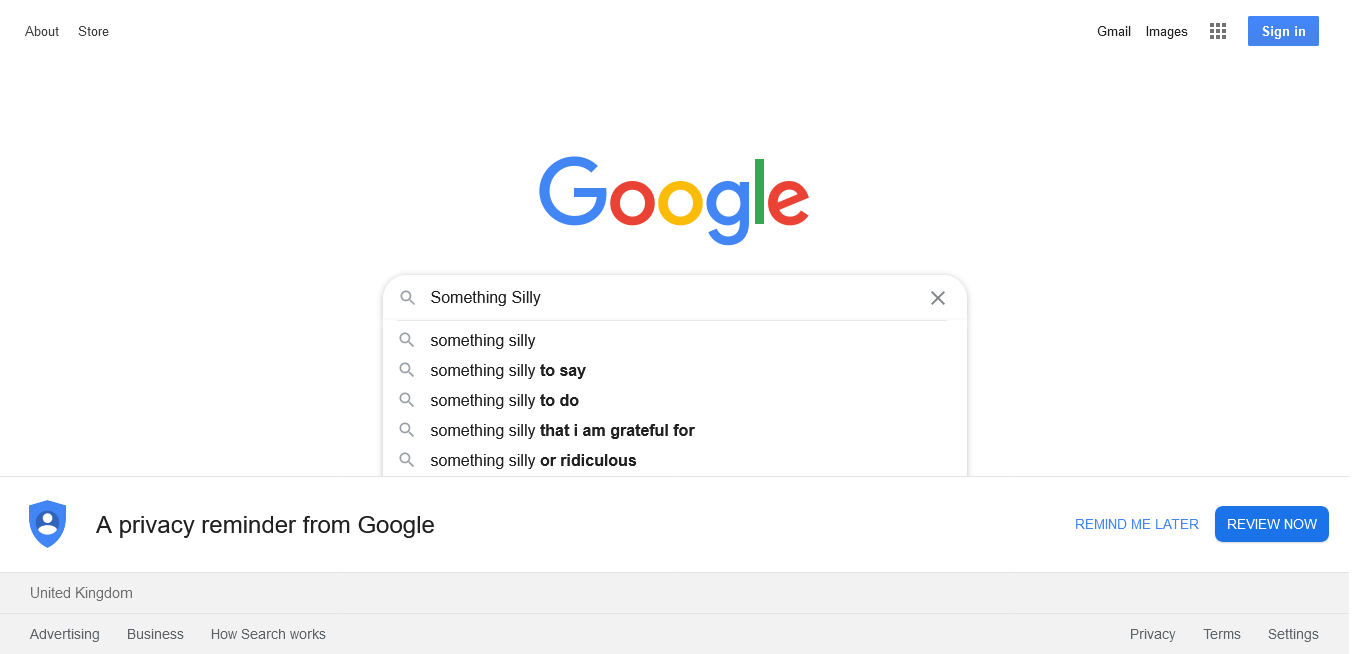 About Store Gmail Images Sign in
Google
Something Silly
something silly
something silly to say
something silly to do
something silly that i am grateful for
something silly or ridiculous
A privacy reminder from Google REMIND ME LATER REVIEW NOW
United Kingdom
Advertising Business How Search works Privacy Terms Settings